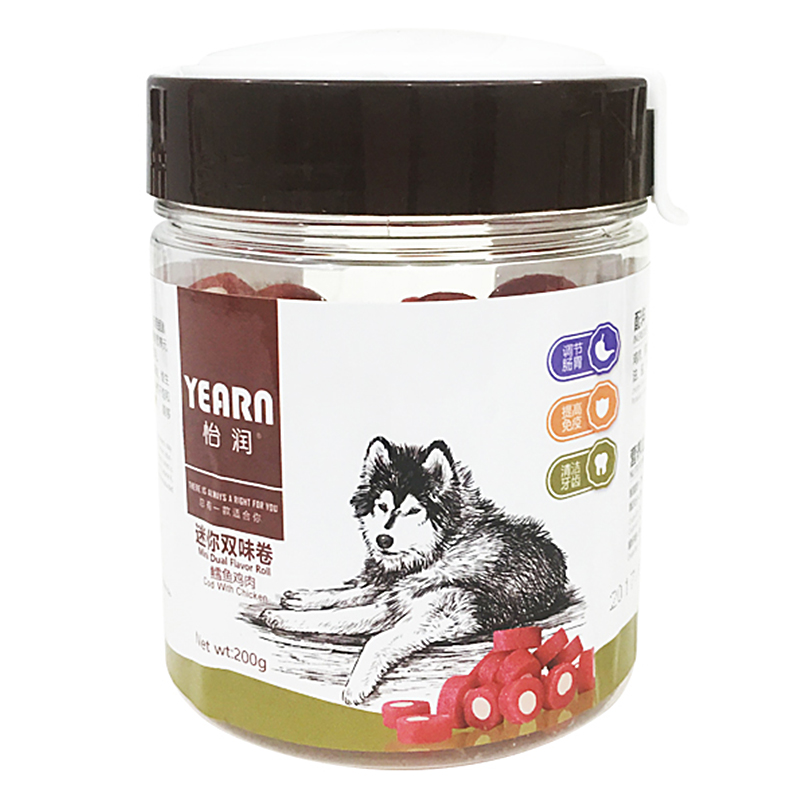 YEARN
怡润®
THERE IS ALWAYS A RIGHT FOR YOU
总有一款适合你
迷你双味卷
Mini Dual Flavor Roll
鳕鱼鸡肉
Cod With Chicken
Net wt:200g
调节
肠胃
提高
免疫
清洁
牙齿
2017